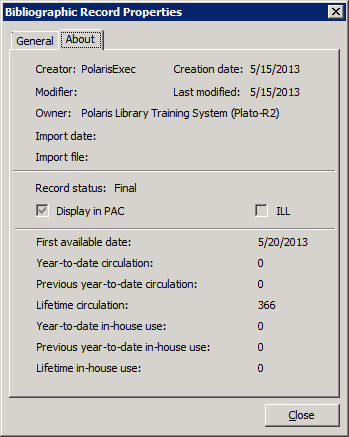 Bibliographic Record Properties
General About
Creator: PolarisExec Creation date: 5/15/2013
Modifier: Last modified: 5/15/2013
Owner: Polaris Library Training System (Plato-R2)
Import date:
Import file:
Record status: Final
Display in PAC ILL
First available date: 5/20/2013
Year-to-date circulation: 0
Previous year-to-date circulation: 0
Lifetime circulation: 366
Year-to-date in-house use: 0
Previous year-to-date in-house use: 0
Lifetime in-house use: 0
Close